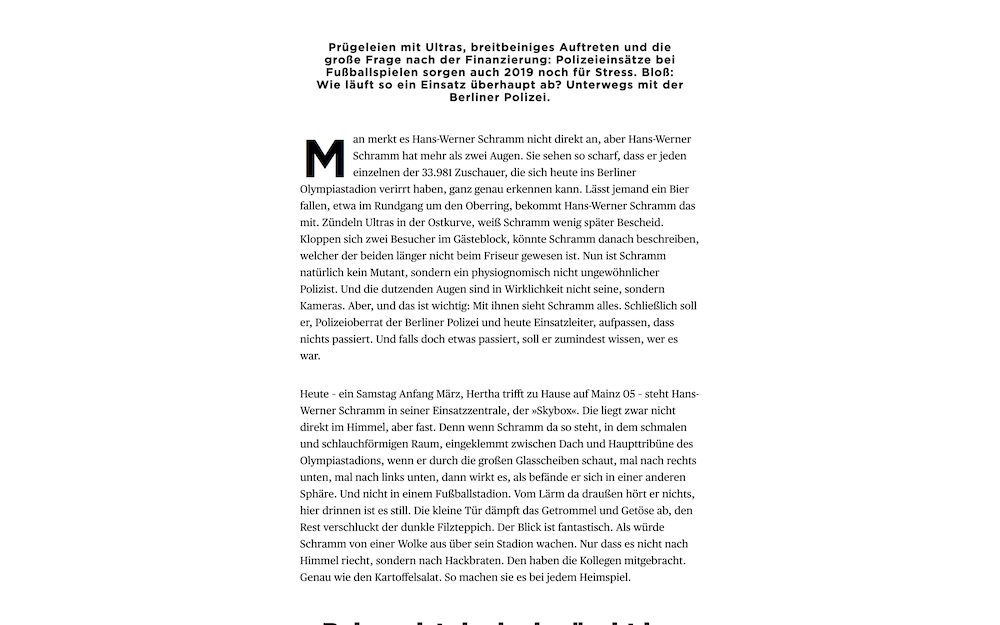 Prügeleien mit Ultras, breitbeiniges Auftreten und die
große Frage nach der Finanzierung: Polizeieinsätze bei
Fußballspielen sorgen auch 2019 noch für Stress. Bloß:
Wie läuft so ein Einsatz überhaupt ab? Unterwegs mit der
Berliner Polizei.
Man merkt es Hans-Werner Schramm nicht direkt an, aber Hans-Werner
Schramm hat mehr als zwei Augen. Sie sehen so scharf, dass er jeden
einzelnen der 33.981 Zuschauer, die sich heute ins Berliner
Olympiastadion verirrt haben, ganz genau erkennen kann. Lässt jemand ein Bier
fallen, etwa im Rundgang um den Oberring, bekommt Hans-Werner Schramm das
mit. Zündeln Ultras in der Ostkurve, weiß Schramm wenig später Bescheid.
Kloppen sich zwei Besucher im Gästeblock, könnte Schramm danach beschreiben,
welcher der beiden länger nicht beim Friseur gewesen ist. Nun ist Schramm
natürlich kein Mutant, sondern ein physiognomisch nicht ungewöhnlicher
Polizist. Und die dutzenden Augen sind in Wirklichkeit nicht seine, sondern
Kameras. Aber, und das ist wichtig: Mit ihnen sieht Schramm alles. Schließlich soll
er, Polizeioberrat der Berliner Polizei und heute Einsatzleiter, aufpassen, dass
nichts passiert. Und falls doch etwas passiert, soll er zumindest wissen, wer es
war.
Heute – ein Samstag Anfang März, Hertha trifft zu Hause auf Mainz 05 – steht Hans-
Werner Schramm in seiner Einsatzzentrale, der »Skybox«. Die liegt zwar nicht
direkt im Himmel, aber fast. Denn wenn Schramm da so steht, in dem schmalen
und schlauchförmigen Raum, eingeklemmt zwischen Dach und Haupttribüne des
Olympiastadions, wenn er durch die großen Glasscheiben schaut, mal nach rechts
unten, mal nach links unten, dann wirkt es, als befände er sich in einer anderen
Sphäre. Und nicht in einem Fußballstadion. Vom Lärm da draußen hört er nichts,
hier drinnen ist es still. Die kleine Tür dämpft das Getrommel und Getöse ab, den
Rest verschluckt der dunkle Filzteppich. Der Blick ist fantastisch. Als würde
Schramm von einer Wolke aus über sein Stadion wachen. Nur dass es nicht nach
Himmel riecht, sondern nach Hackbraten. Den haben die Kollegen mitgebracht.
Genau wie den Kartoffelsalat. So machen sie es bei jedem Heimspiel.